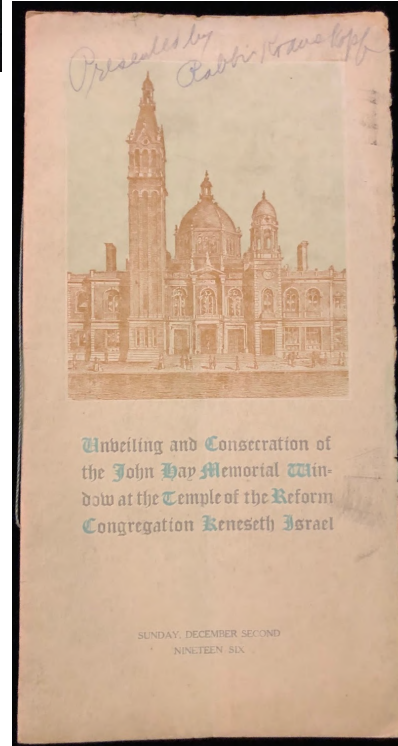 Presented by
Rabbi Krauskopf
Unveiling and Consecration of
the John Hay Memorial Win=
dow at the Temple of the Reform
Congregation Keneseth Israel
SUNDAY, DECEMBER SECOND
NINETEEN SIX